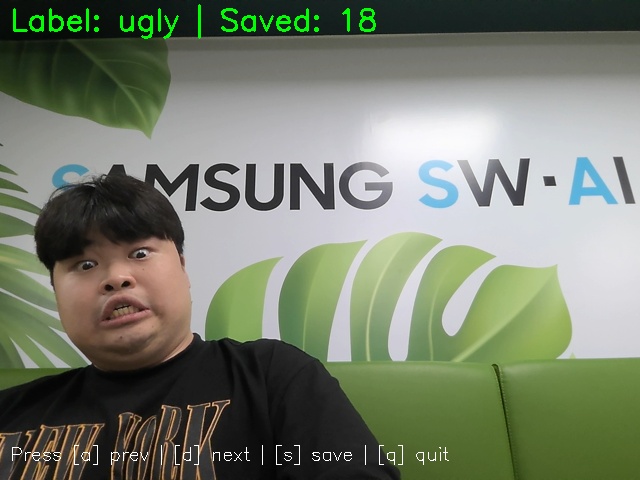 Label: ugly | Saved: 18
SAMSUNG SW·AI
NEW YORK
Press [a] prev | [d] next | [s] save | [q] quit